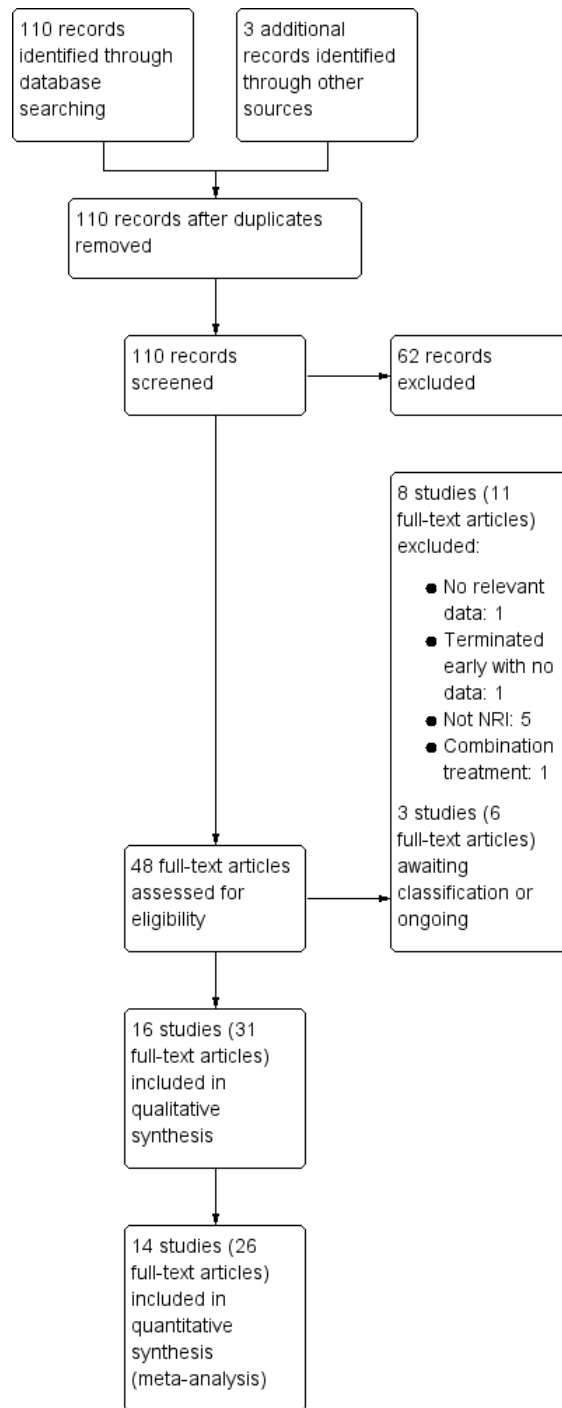 110 records
identified through
database
searching
3 additional
records identified
through other
sources
110 records after duplicates
removed
110 records
screened
62 records
excluded
8 studies (11
full-text articles)
excluded:
● No relevant
data: 1
● Terminated
early with no
data: 1
● Not NRI: 5
● Combination
treatment: 1
3 studies (6
full-text articles)
awaiting
classification or
ongoing
48 full-text articles
assessed for
eligibility
16 studies (31
full-text articles)
included in
qualitative
synthesis
14 studies (26
full-text articles)
included in
quantitative
synthesis
(meta-analysis)